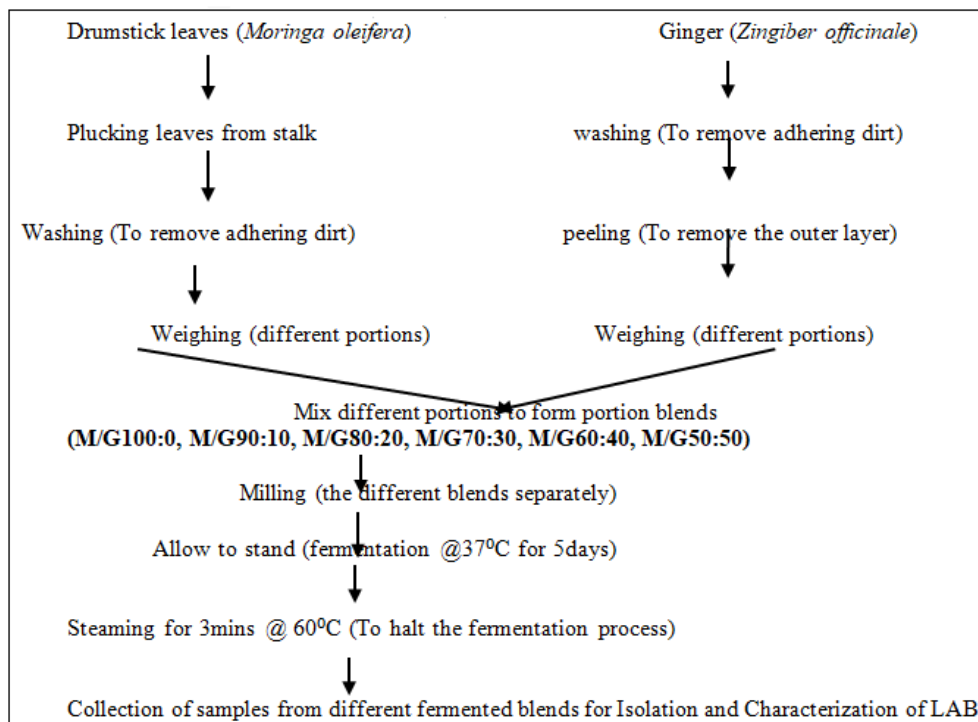 Drumstick leaves (Moringa oleifera)
Ginger (Zingiber officinale)
Plucking leaves from stalk
washing (To remove adhering dirt)
Washing (To remove adhering dirt)
peeling (To remove the outer layer)
Weighing (different portions)
Weighing (different portions)
Mix different portions to form portion blends
(M/G100:0, M/G90:10, M/G80:20, M/G70:30, M/G60:40, M/G50:50)
Milling (the different blends separately)
Allow to stand (fermentation @37⁰C for 5days)
Steaming for 3mins @ 60⁰C (To halt the fermentation process)
Collection of samples from different fermented blends for Isolation and Characterization of LAB